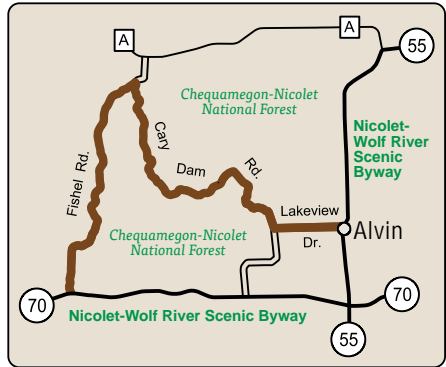 A
A
55
Chequamegon-Nicolet
National Forest
Nicolet-
Wolf River
Scenic
Byway
Fishel Rd.
Cary
Dam
Rd.
Lakeview
Dr.
Alvin
Chequamegon-Nicolet
National Forest
70
70
Nicolet-Wolf River Scenic Byway
55